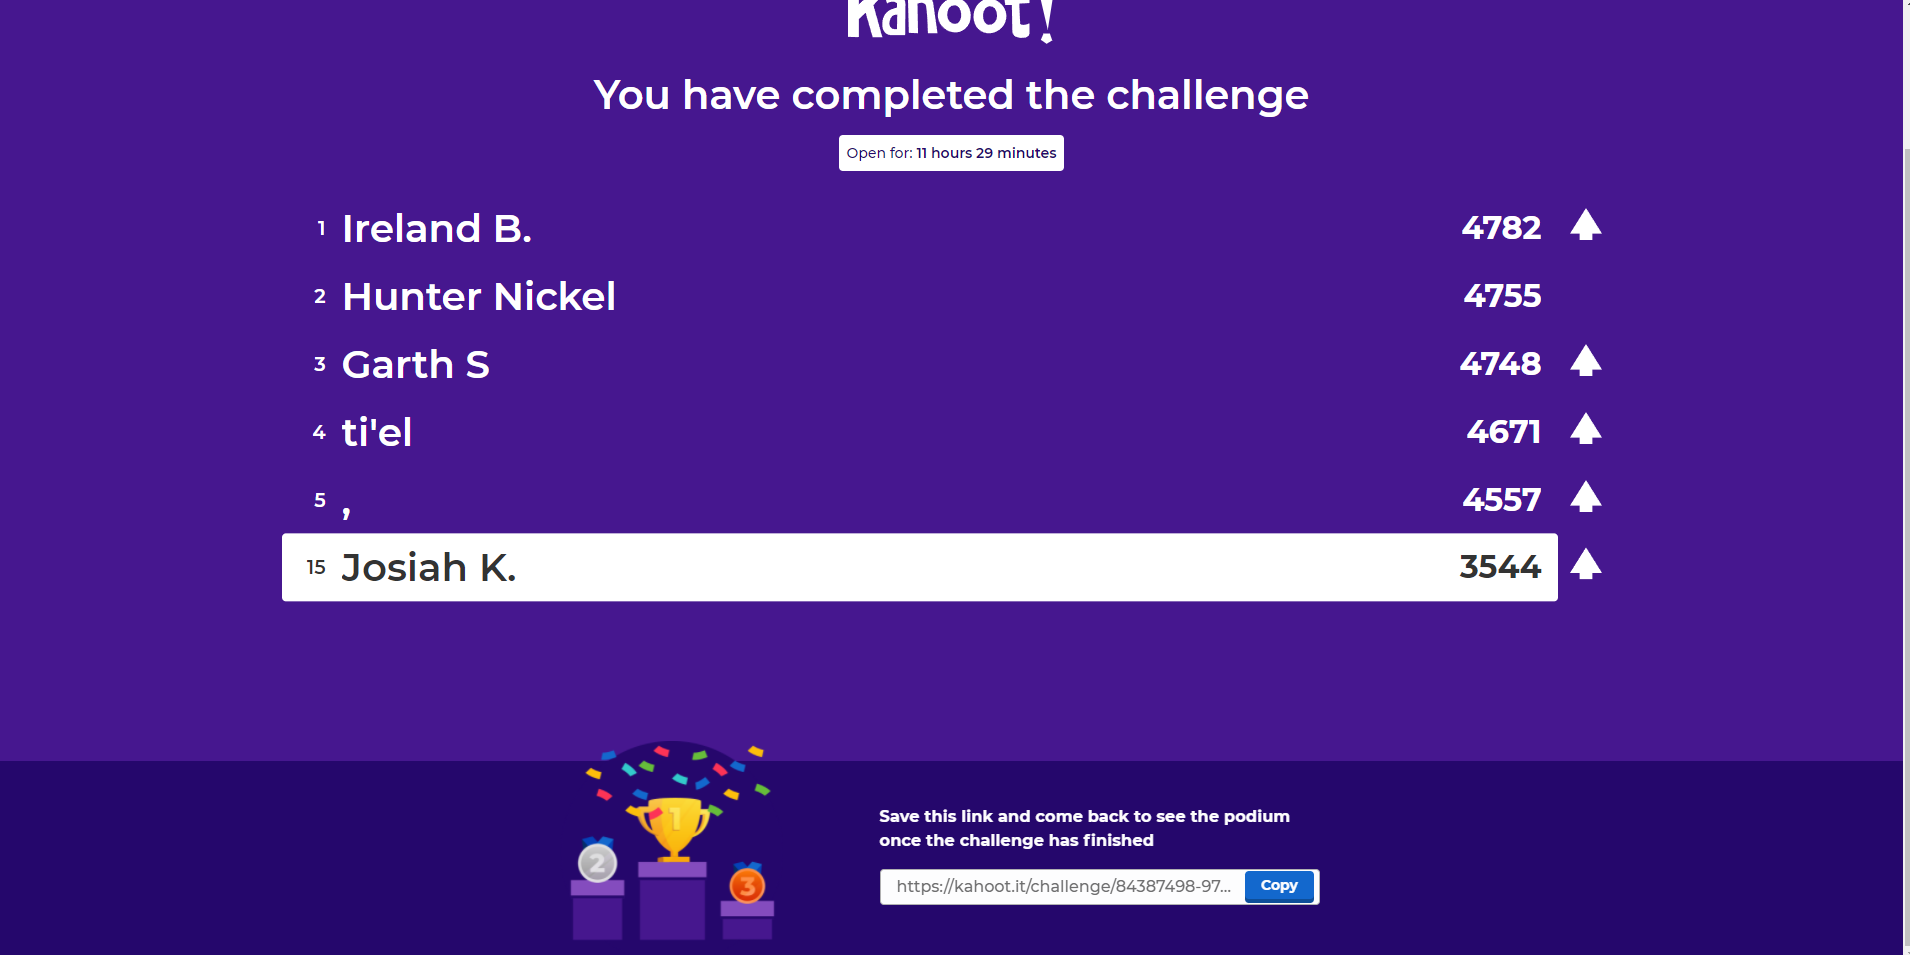 Kahoot!
You have completed the challenge
Open for: 11 hours 29 minutes
1 Ireland B. 4782
2 Hunter Nickel 4755
3 Garth S 4748
4 ti'el 4671
5 , 4557
15 Josiah K. 3544
1
2
3
Save this link and come back to see the podium
once the challenge has finished
https://kahoot.it/challenge/84387498-97... Copy